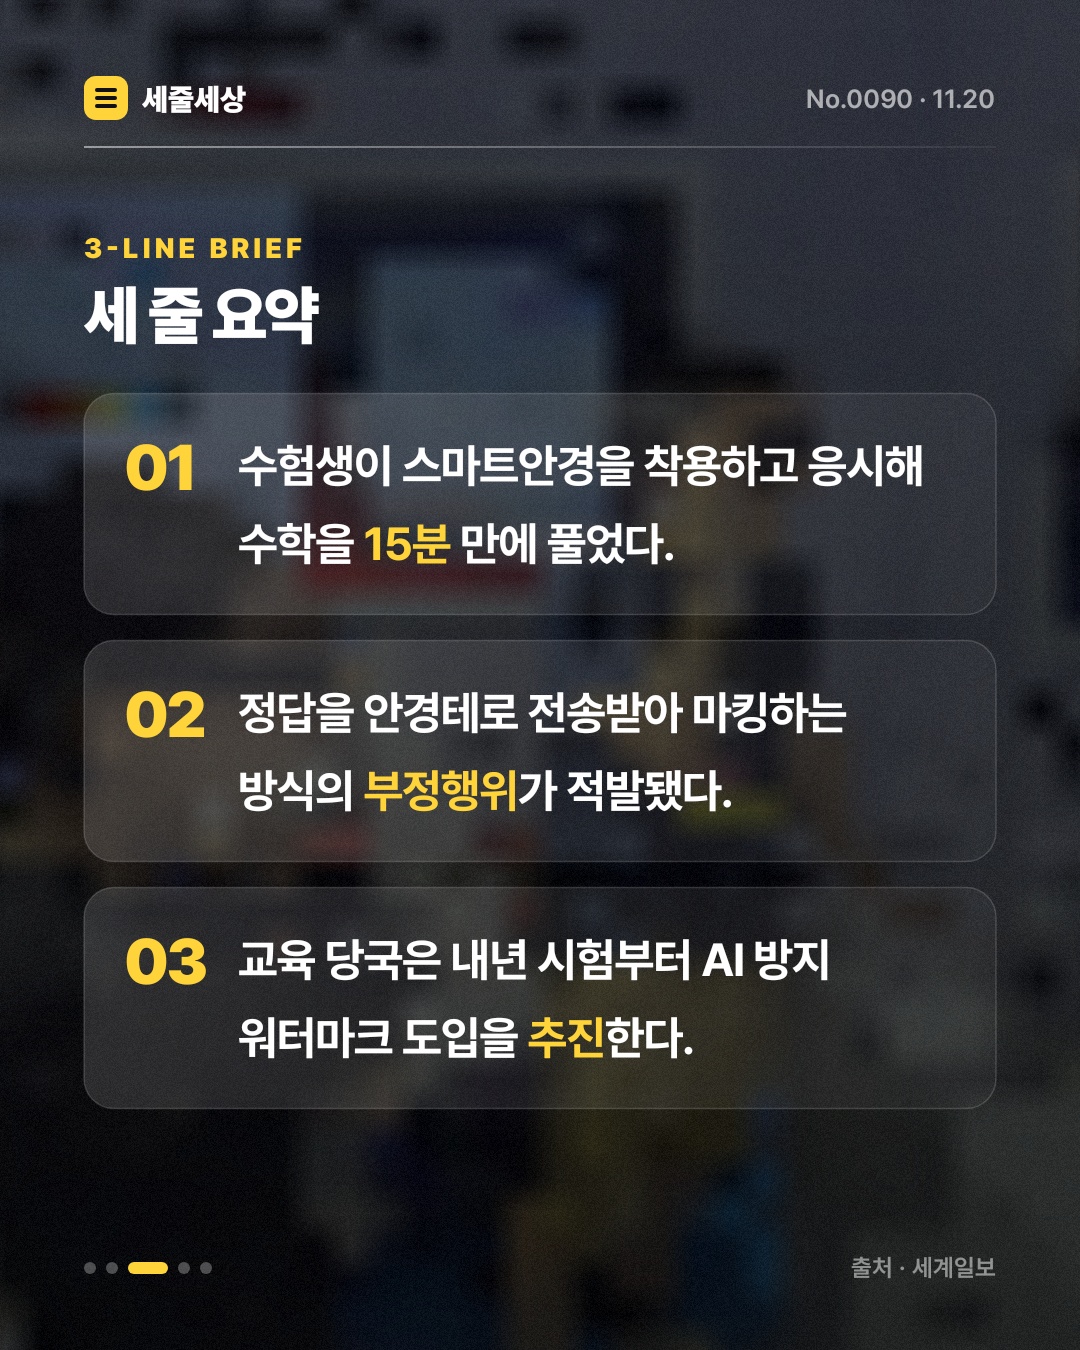 세줄세상
No.0090 · 11.20
3-LINE BRIEF
세 줄 요약
01
수험생이 스마트안경을 착용하고 응시해
수학을 15분 만에 풀었다.
02
정답을 안경테로 전송받아 마킹하는
방식의 부정행위가 적발됐다.
03
교육 당국은 내년 시험부터 AI 방지
워터마크 도입을 추진한다.
출처 · 세계일보